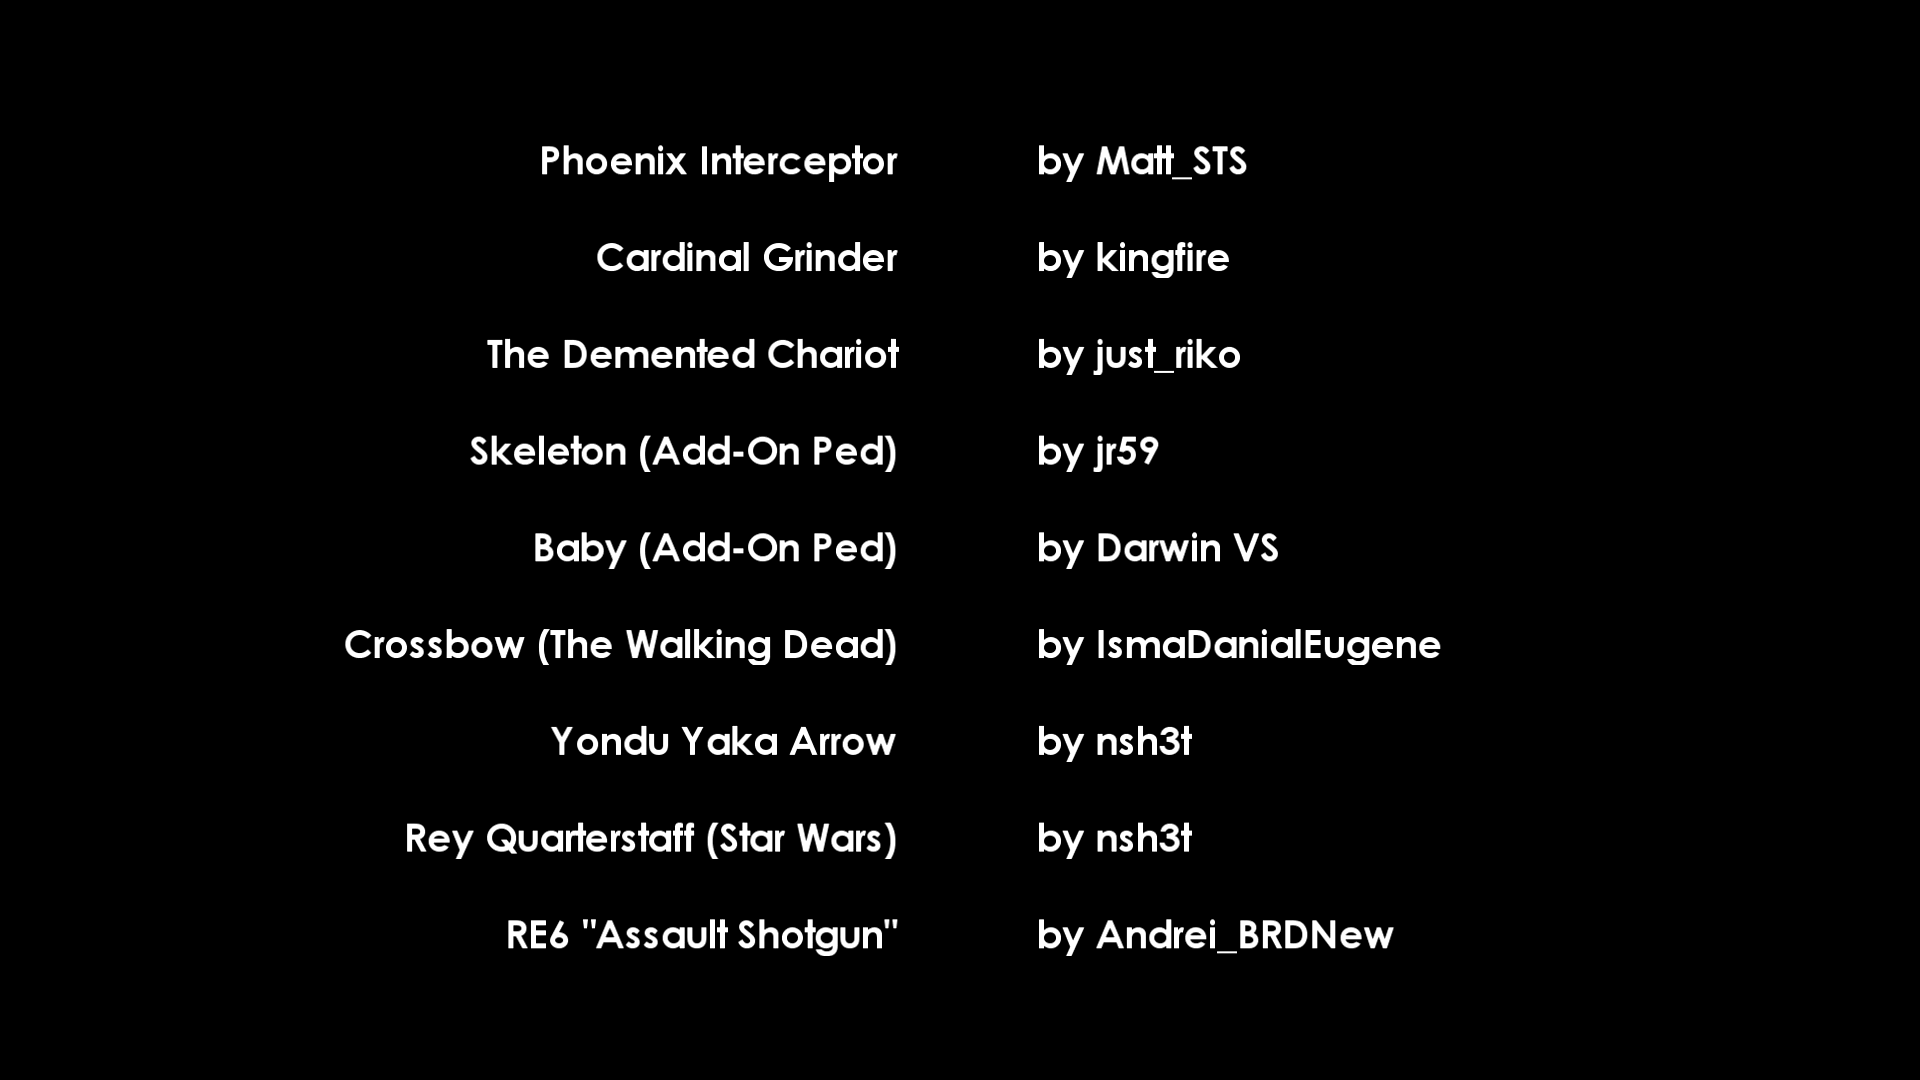 Phoenix Interceptor by Matt_STS
Cardinal Grinder by kingfire
The Demented Chariot by just_riko
Skeleton (Add-On Ped) by jr59
Baby (Add-On Ped) by Darwin VS
Crossbow (The Walking Dead) by IsmaDanialEugene
Yondu Yaka Arrow by nsh3t
Rey Quarterstaff (Star Wars) by nsh3t
RE6 "Assault Shotgun" by Andrei_BRDNew